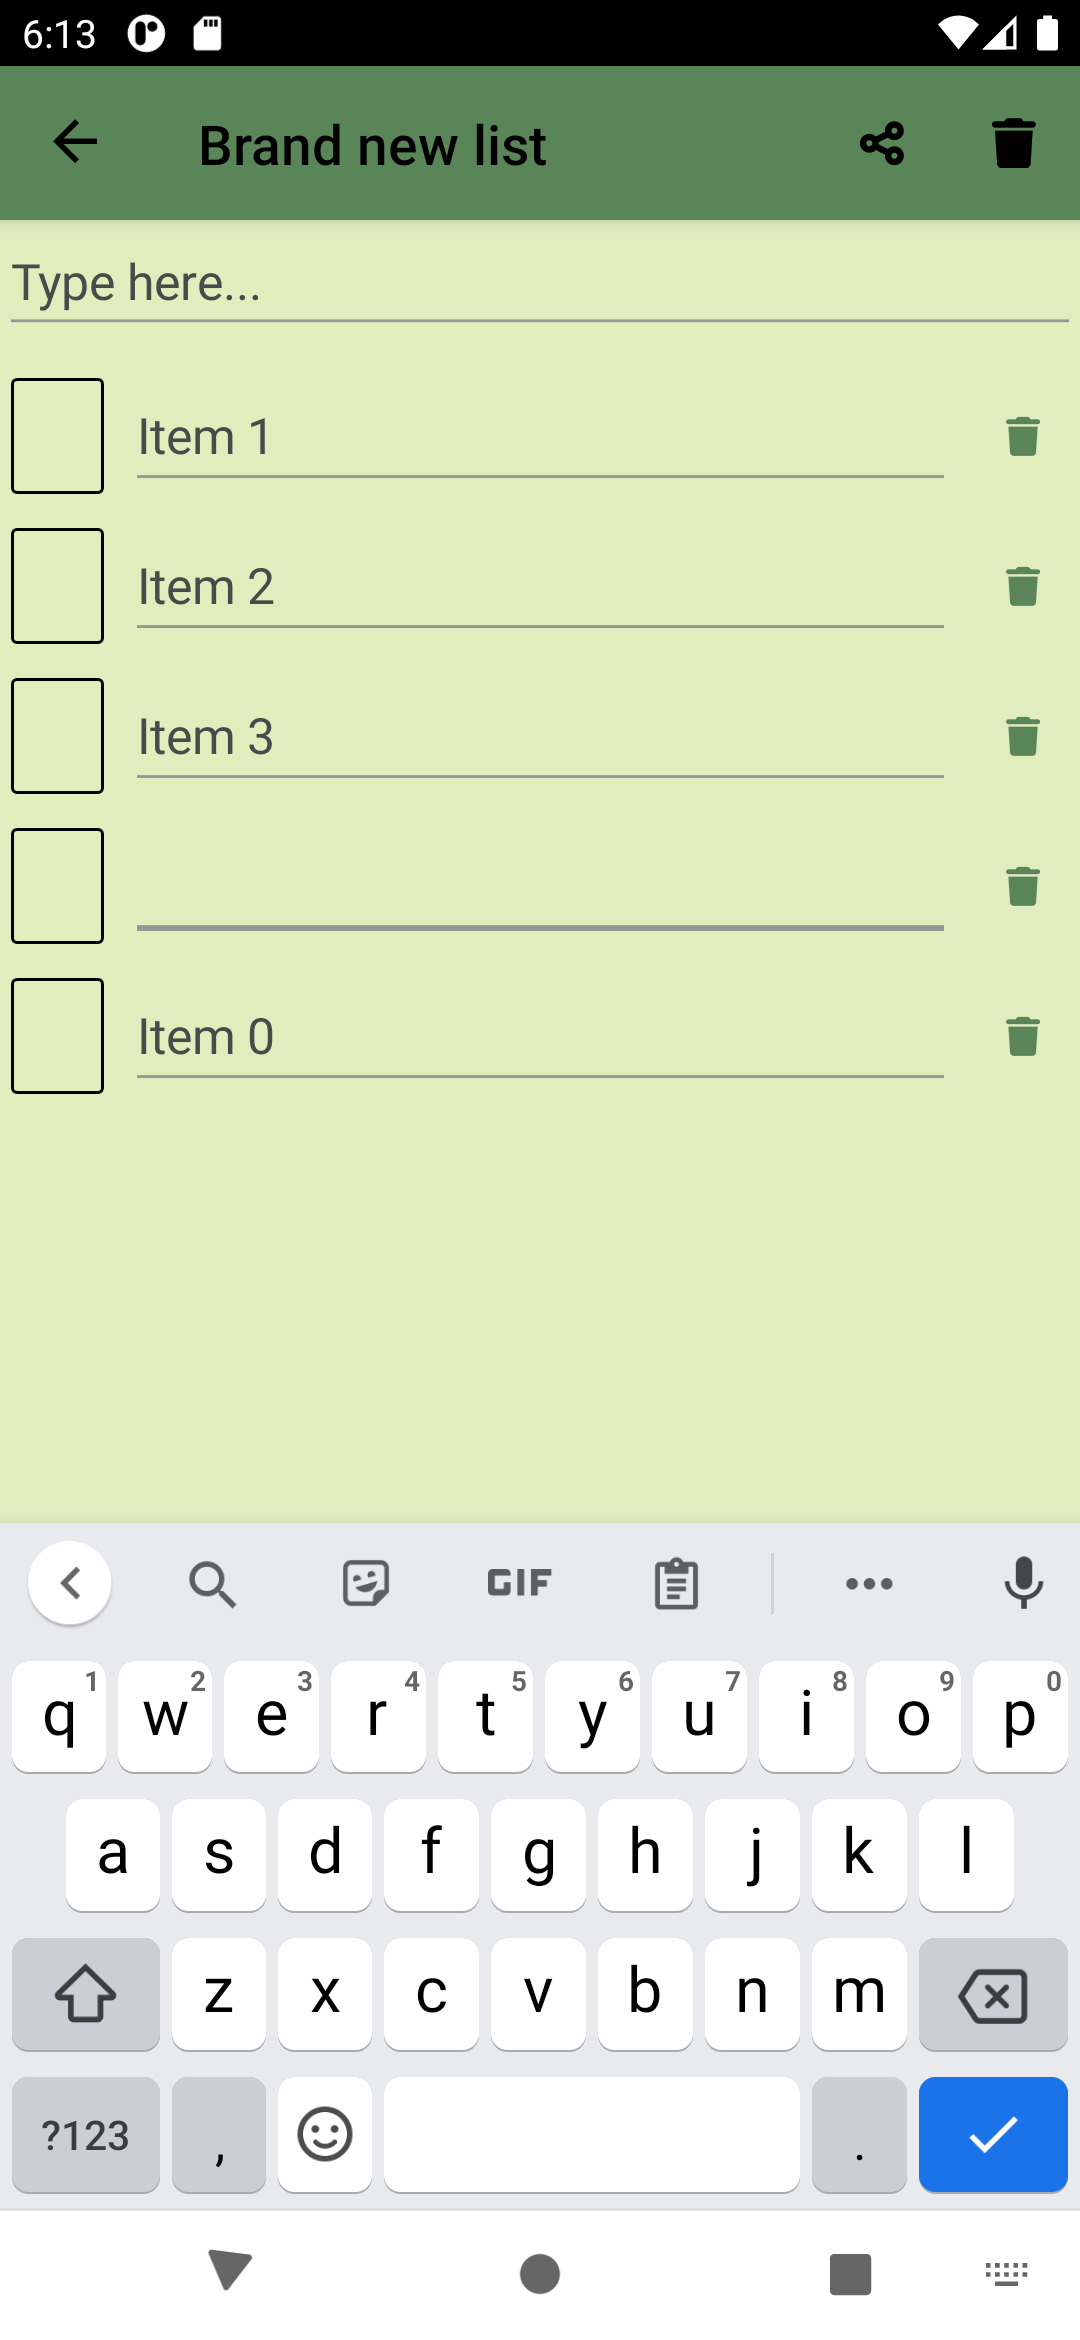 6:13
Brand new list
Type here...
Item 1
Item 2
Item 3
Item 0
GIF
q 1 w 2 e 3 r 4 t 5 y 6 u 7 i 8 o 9 p 0
a s d f g h j k l
z x c v b n m
?123 , .